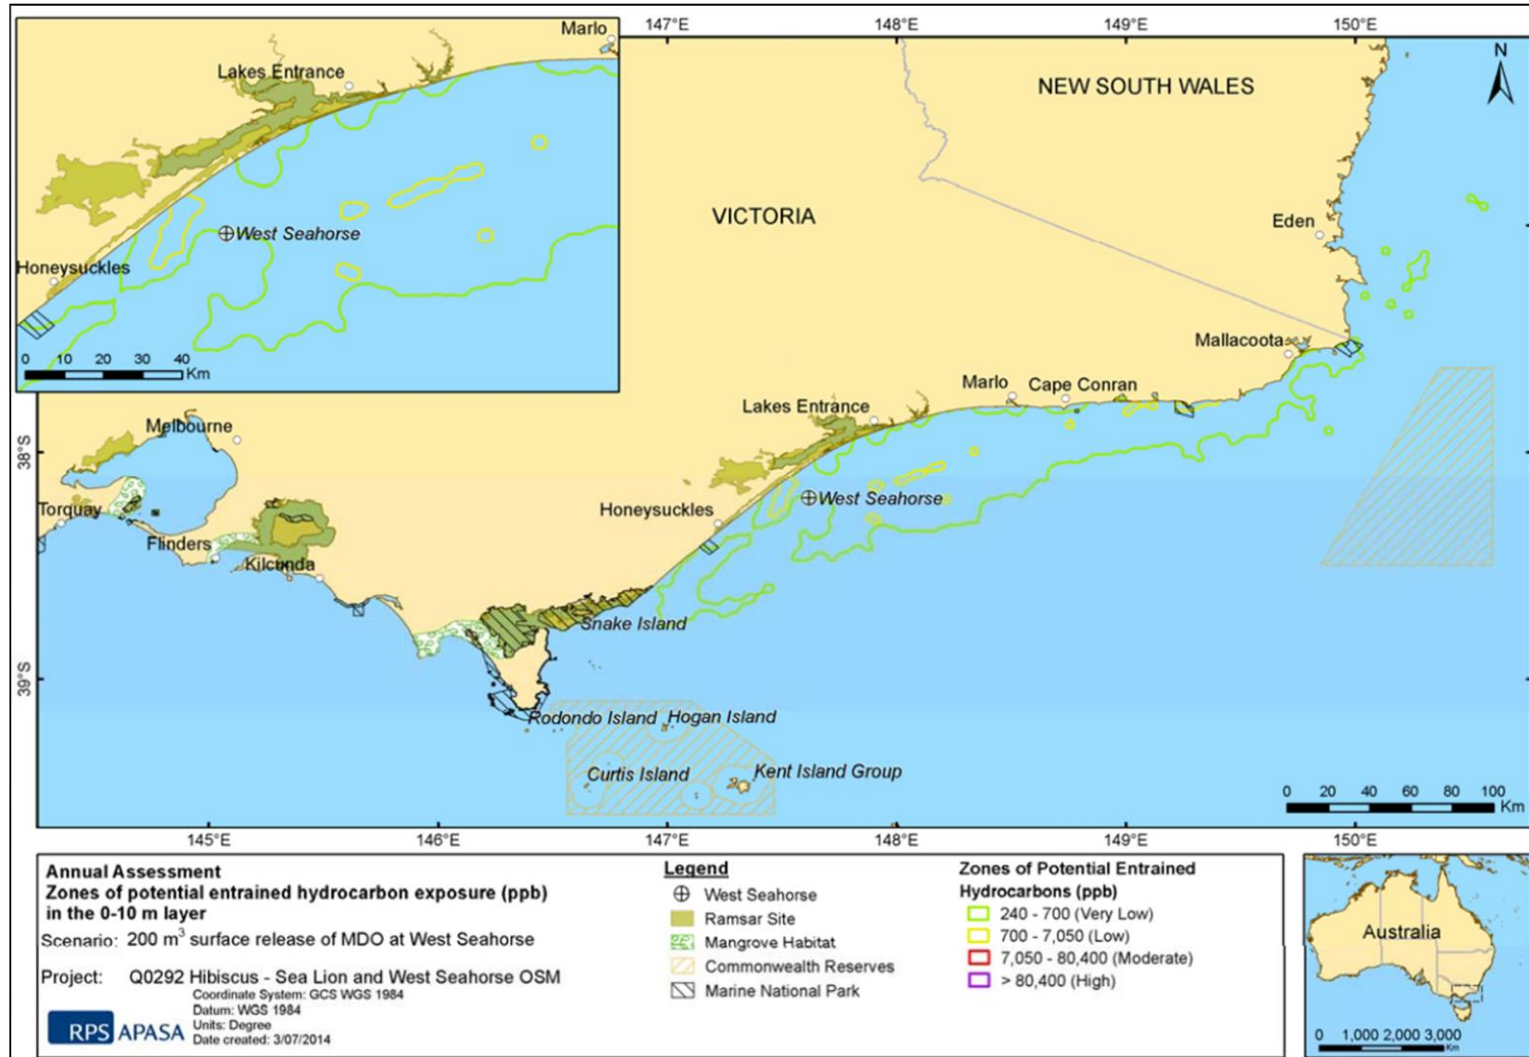 147°E
148°E
149°E
150°E
Marlo
Lakes Entrance
West Seahorse
Honeysuckles
0 10 20 30 40
Km
N
NEW SOUTH WALES
VICTORIA
Eden
Mallacoota
Marlo
Cape Conran
Lakes Entrance
Melbourne
38°S
West Seahorse
Honeysuckles
Torquay
Flinders
Kilcunda
Snake Island
39°S
Rodondo Island
Hogan Island
Curtis Island
Kent Island Group
0 20 40 60 80 100
Km
145°E
146°E
147°E
148°E
149°E
150°E
Annual Assessment
Zones of potential entrained hydrocarbon exposure (ppb)
in the 0-10 m layer
Scenario: 200 m³ surface release of MDO at West Seahorse
Project: Q0292 Hibiscus - Sea Lion and West Seahorse OSM
Coordinate System: GCS WGS 1984
Datum: WGS 1984
Units: Degree
Date created: 3/07/2014
RPS APASA
Legend
West Seahorse
Ramsar Site
Mangrove Habitat
Commonwealth Reserves
Marine National Park
Zones of Potential Entrained
Hydrocarbons (ppb)
240 - 700 (Very Low)
700 - 7,050 (Low)
7,050 - 80,400 (Moderate)
> 80,400 (High)
Australia
0 1,000 2,000 3,000
Km